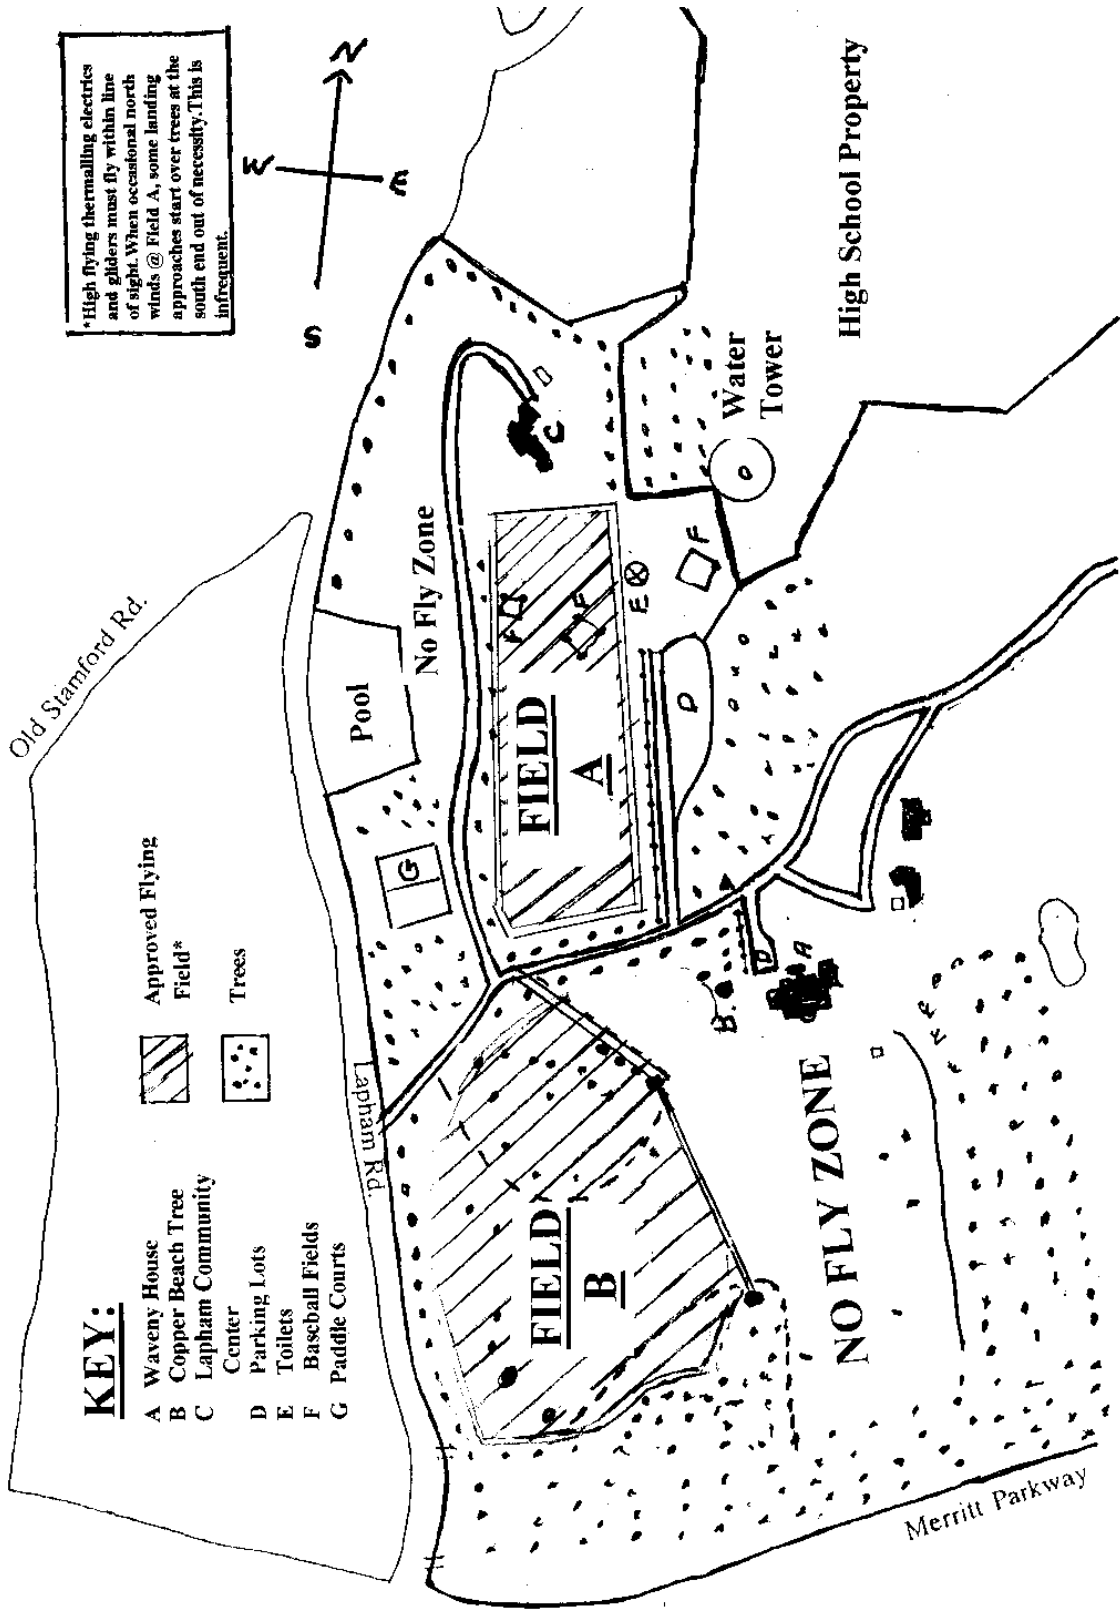 *High flying thermalling electrics
and gliders must fly within line
of sight. When occasional north
winds @ Field A, some landing
approaches start over trees at the
south end out of necessity.This is
infrequent.
N
W
E
S
Old Stamford Rd.
KEY:
A Waveny House
B Copper Beach Tree
C Lapham Community
Center
D Parking Lots
E Toilets
F Baseball Fields
G Paddle Courts
Approved Flying
Field*
Trees
Lapham Rd.
Pool
No Fly Zone
G
C
FIELD
A
F
F
E
F
D
Water
Tower
High School Property
FIELD
B
B
D
A
NO FLY ZONE
Merritt Parkway